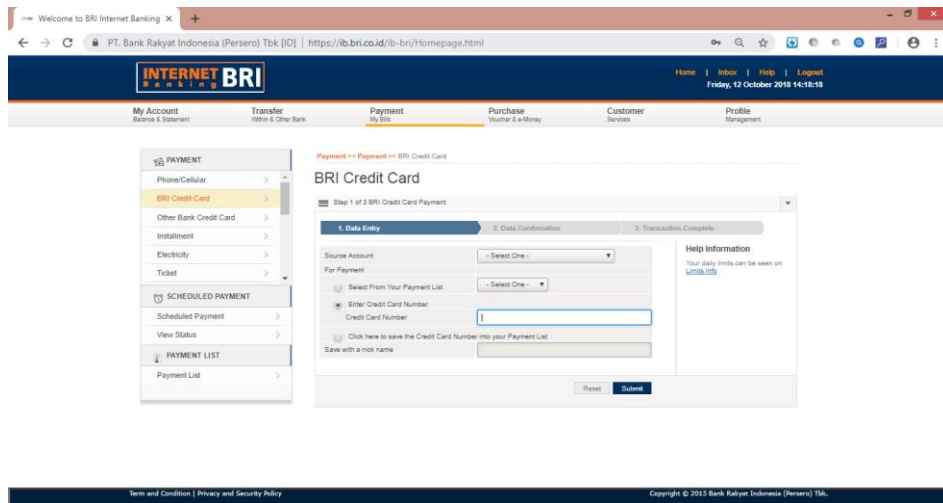 Welcome to BRI Internet Banking
PT. Bank Rakyat Indonesia (Persero) Tbk [ID] | https://ib.bri.co.id/ib-bri/Homepage.html
INTERNET BRI
Banking
Home | Inbox | Help | Logout
Friday, 12 October 2018 14:18:18
My Account Transfer Payment Purchase Customer Profile
Balance & Statement Within & Other Bank My Bills Voucher & e-Money Services Management
PAYMENT
Phone/Cellular
BRI Credit Card
Other Bank Credit Card
Installment
Electricity
Ticket
SCHEDULED PAYMENT
Scheduled Payment
View Status
PAYMENT LIST
Payment List
Payment >> Payment >> BRI Credit Card
BRI Credit Card
Step 1 of 3 BRI Credit Card Payment
1. Data Entry 2. Data Confirmation 3. Transaction Complete
Source Account - Select One -
For Payment
Select From Your Payment List - Select One -
Enter Credit Card Number
Credit Card Number
Click here to save the Credit Card Number into your Payment List
Save with a nick name
Reset Submit
Help Information
Your daily limits can be seen on
Limits Info
Term and Condition | Privacy and Security Policy
Copyright © 2015 Bank Rakyat Indonesia (Persero) Tbk.